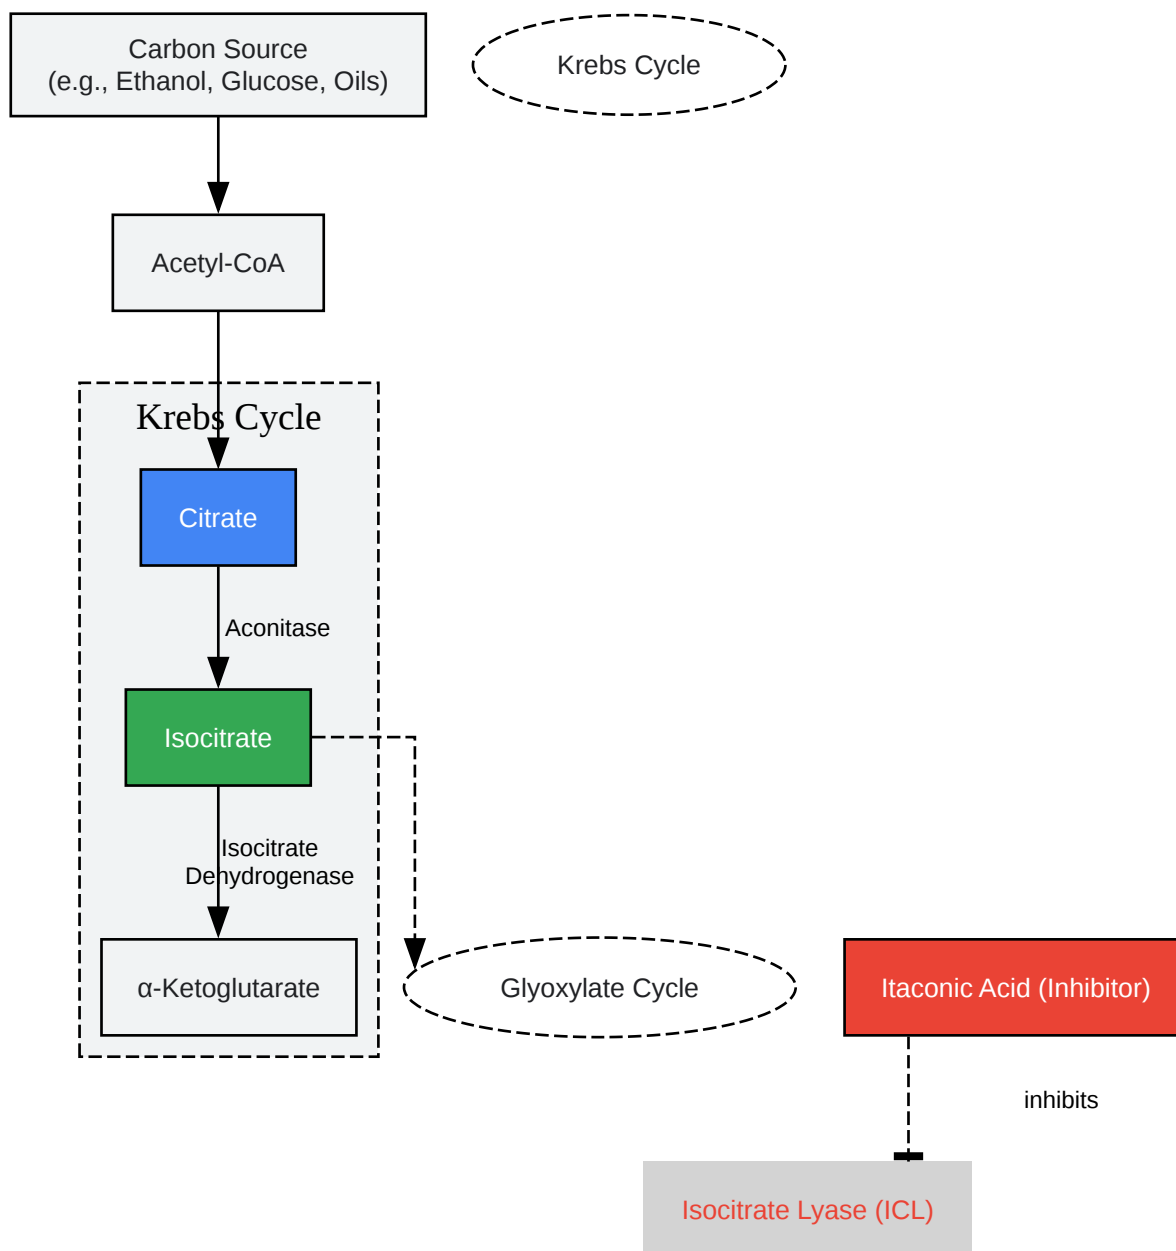 Carbon Source
(e.g., Ethanol, Glucose, Oils)
Krebs Cycle
Acetyl-CoA
Krebs Cycle
Citrate
Aconitase
Isocitrate
Isocitrate
Dehydrogenase
α-Ketoglutarate
Glyoxylate Cycle
Itaconic Acid (Inhibitor)
inhibits
Isocitrate Lyase (ICL)